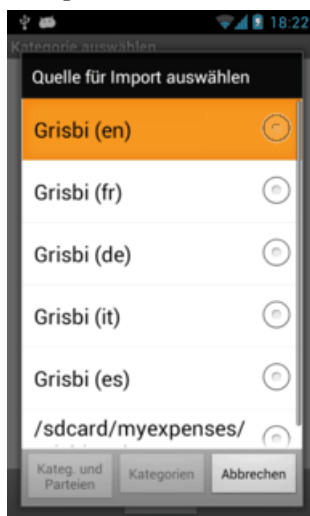 18:22
Kategorie auswählen
Quelle für Import auswählen
Grisbi (en)
Grisbi (fr)
Grisbi (de)
Grisbi (it)
Grisbi (es)
/sdcard/myexpenses/
Kateg. und
Parteien
Kategorien
Abbrechen